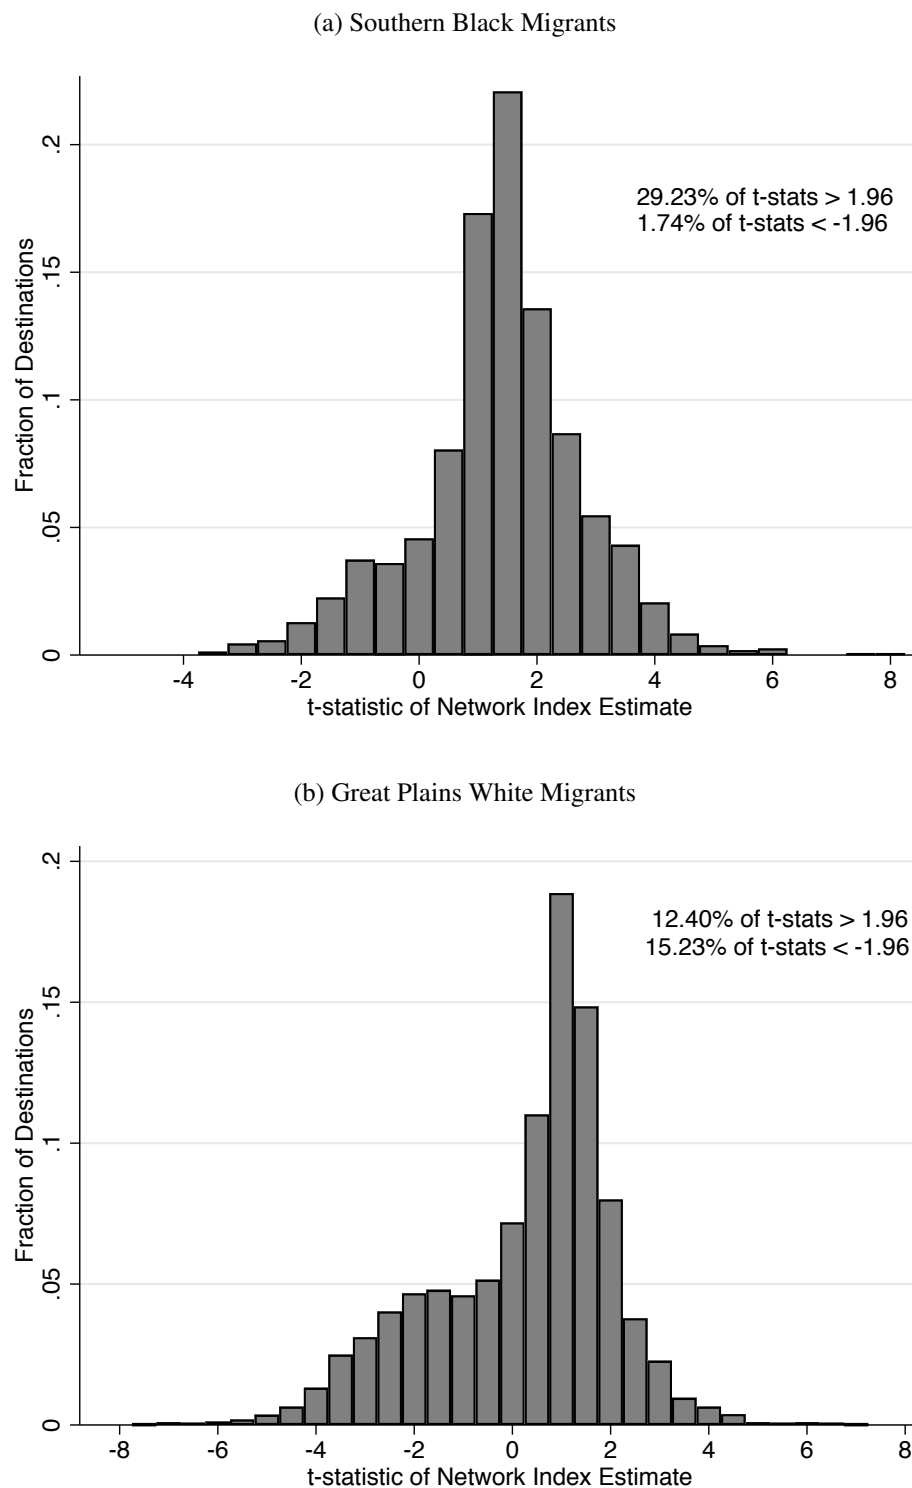 (a) Southern Black Migrants
.2
.15
.1
.05
0
Fraction of Destinations
29.23% of t-stats > 1.96
1.74% of t-stats < -1.96
-4 -2 0 2 4 6 8
t-statistic of Network Index Estimate
(b) Great Plains White Migrants
.2
.15
.1
.05
0
Fraction of Destinations
12.40% of t-stats > 1.96
15.23% of t-stats < -1.96
-8 -6 -4 -2 0 2 4 6 8
t-statistic of Network Index Estimate